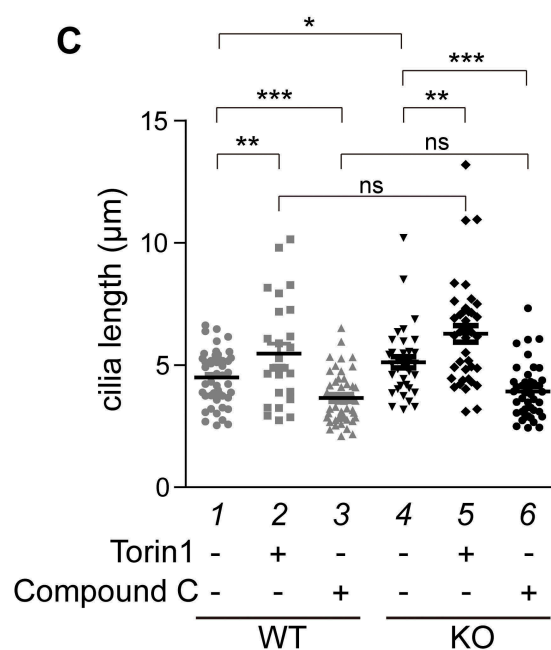 C
*
***
***
**
ns
**
ns
15
10
5
0
cilia length (μm)
1 2 3 4 5 6
Torin1 - + - - + -
Compound C - - + - - +
WT KO